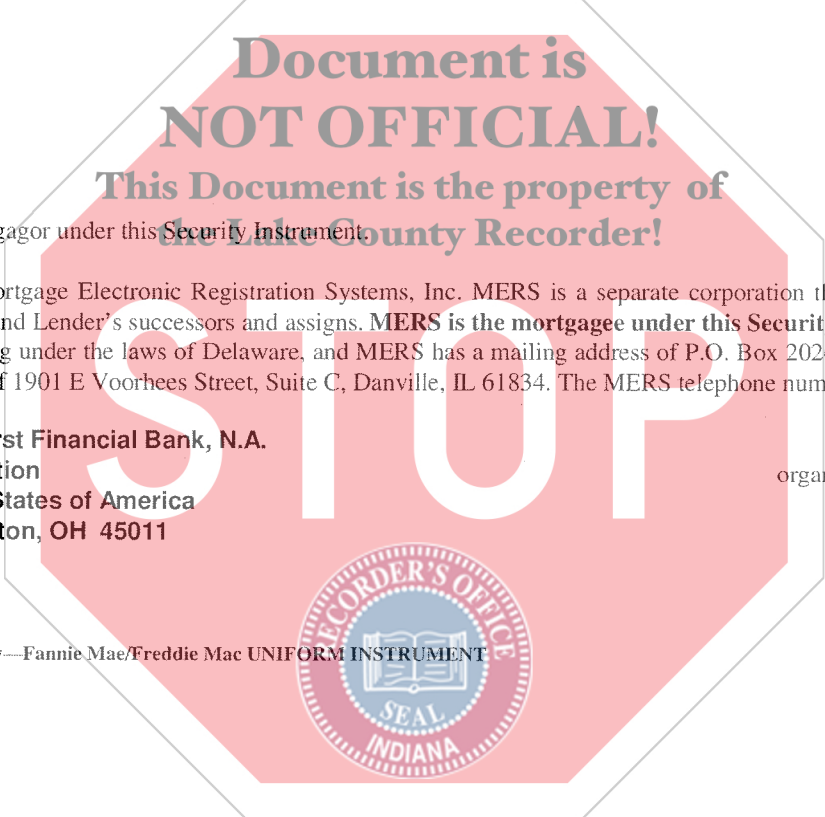 Document is
NOT OFFICIAL!
This Document is the property of
the Lake County Recorder!
gagor under this Security Instrument.
ortgage Electronic Registration Systems, Inc. MERS is a separate corporation th
nd Lender's successors and assigns. MERS is the mortgagee under this Securit
g under the laws of Delaware, and MERS has a mailing address of P.O. Box 202
f 1901 E Voorhees Street, Suite C, Danville, IL 61834. The MERS telephone num
STOP
rst Financial Bank, N.A.
tion
organ
States of America
ton, OH 45011
RECORDER'S OFFICE
y—Fannie Mae/Freddie Mac UNIFORM INSTRUMENT
SEAL
INDIANA